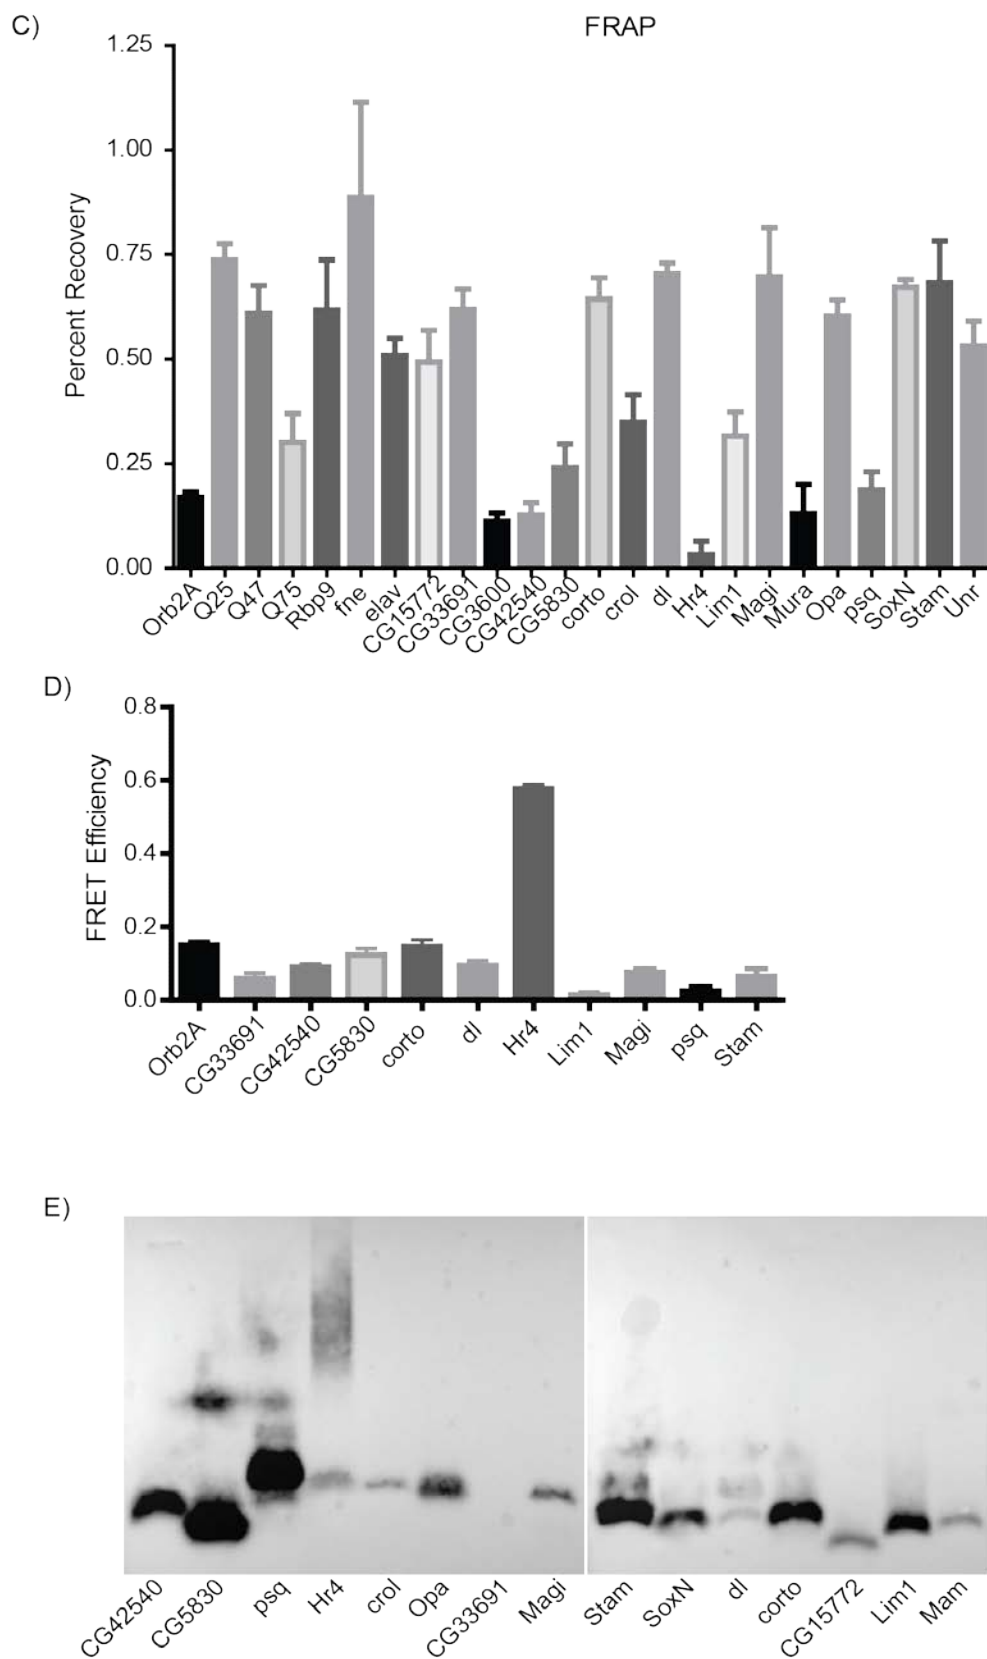 C)
FRAP
1.25
1.00
0.75
0.50
0.25
0.00
Percent Recovery
Orb2A Q25 Q47 Q75 Rbp9 fne elav CG15772 CG33691 CG3600 CG42540 CG5830 corto crol dl Hr4 Lim1 Magi Mura Opa psq SoxN Stam Unr
D)
0.8
0.6
0.4
0.2
0.0
FRET Efficiency
Orb2A CG33691 CG42540 CG5830 corto dl Hr4 Lim1 Magi psq Stam
E)
CG42540 CG5830 psq Hr4 crol Opa CG33691 Magi Stam SoxN dl corto CG15772 Lim1 Mam